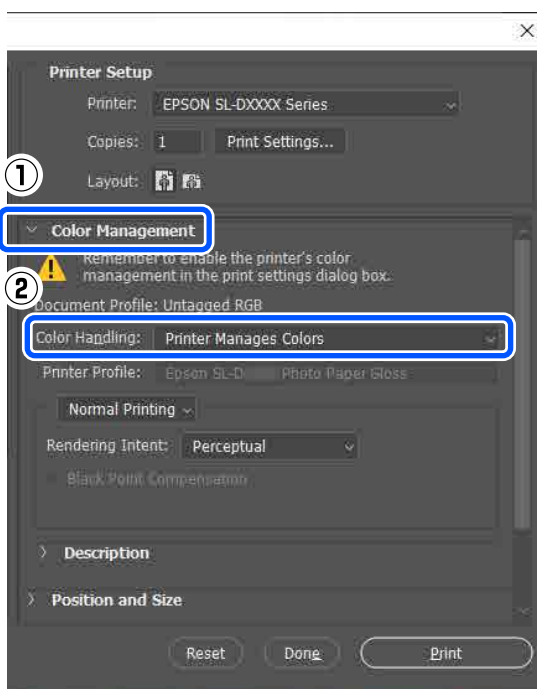 Printer Setup
Printer: EPSON SL-DXXXX Series
Copies: 1 Print Settings...
①
Layout:
Color Management
Remember to enable the printer's color
management in the print settings dialog box.
②
Document Profile: Untagged RGB
Color Handling: Printer Manages Colors
Printer Profile: Epson SL-D Photo Paper Gloss
Normal Printing
Rendering Intent: Perceptual
Black Point Compensation
Description
Position and Size
Reset Done Print